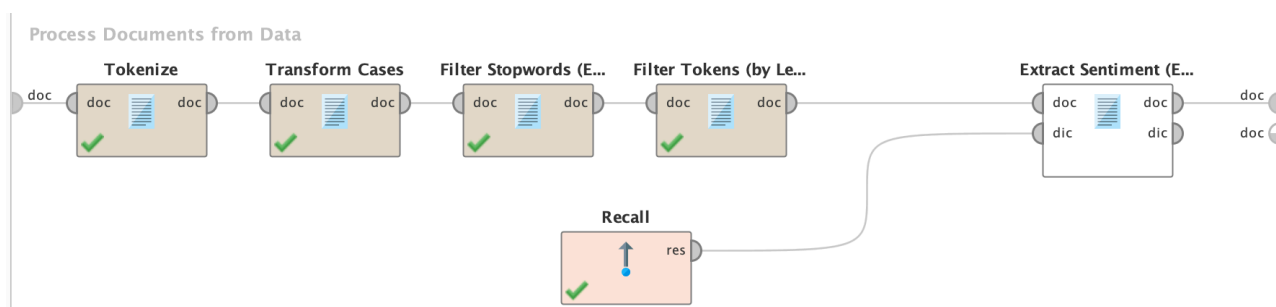 Process Documents from Data
Tokenize
Transform Cases
Filter Stopwords (E...
Filter Tokens (by Le...
Extract Sentiment (E...
doc
doc doc
doc doc
doc doc
doc doc
doc doc
doc
dic dic
doc
Recall
res